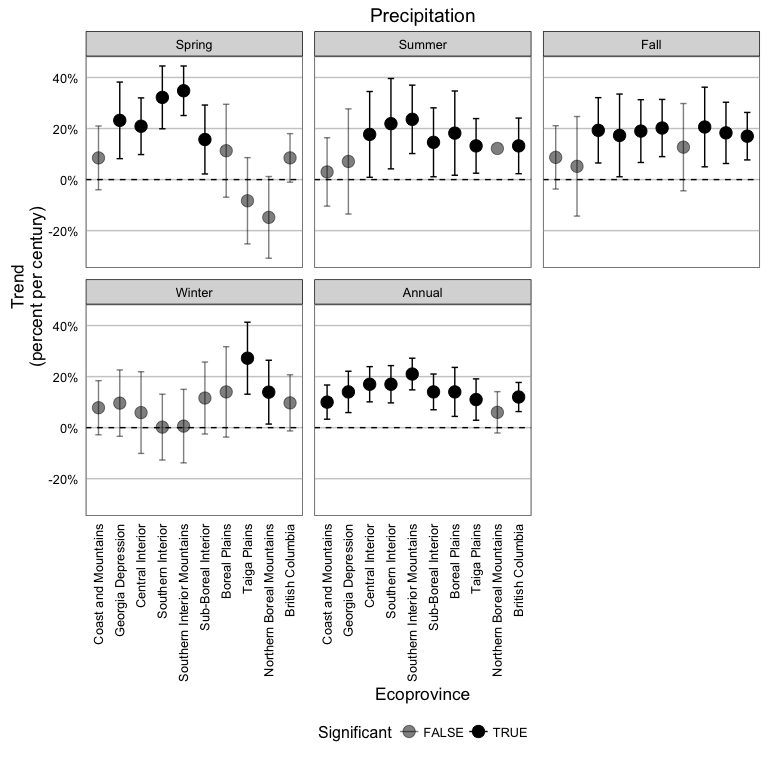 Precipitation
Spring
Summer
Fall
40%
20%
0%
-20%
Winter
Annual
40%
20%
0%
-20%
Trend
(percent per century)
Coast and Mountains
Georgia Depression
Central Interior
Southern Interior
Southern Interior Mountains
Sub-Boreal Interior
Boreal Plains
Taiga Plains
Northern Boreal Mountains
British Columbia
Coast and Mountains
Georgia Depression
Central Interior
Southern Interior
Southern Interior Mountains
Sub-Boreal Interior
Boreal Plains
Taiga Plains
Northern Boreal Mountains
British Columbia
Ecoprovince
Significant FALSE TRUE